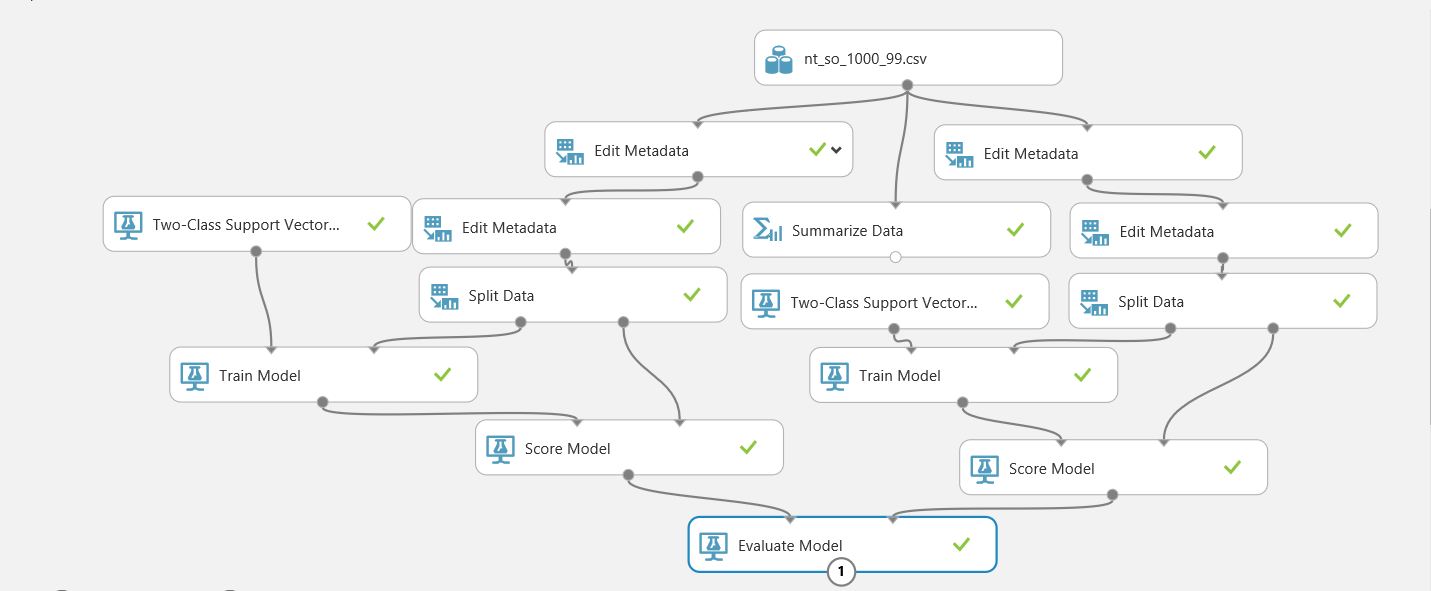 nt_so_1000_99.csv
Edit Metadata
Edit Metadata
Two-Class Support Vector...
Edit Metadata
Summarize Data
Edit Metadata
Split Data
Two-Class Support Vector...
Split Data
Train Model
Train Model
Score Model
Score Model
Evaluate Model
1